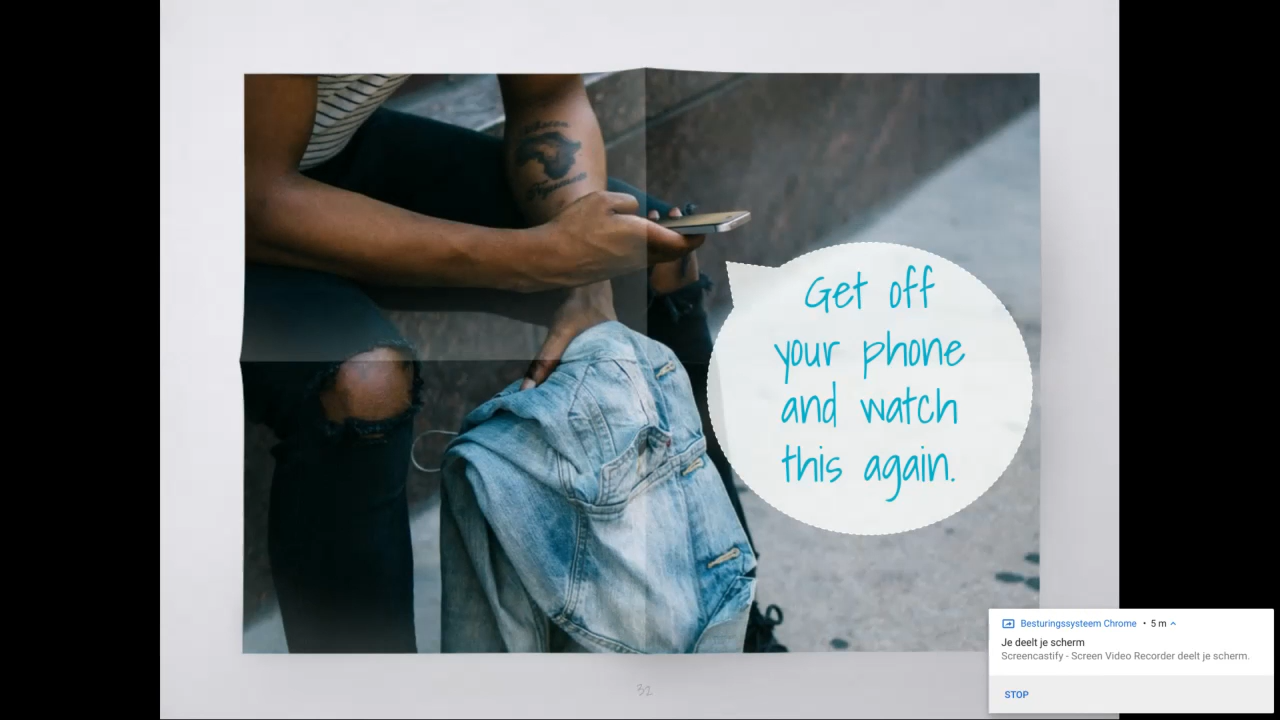 Get off
your phone
and watch
this again.
32
Besturingssysteem Chrome • 5 m
Je deelt je scherm
Screencastify - Screen Video Recorder deelt je scherm.
STOP